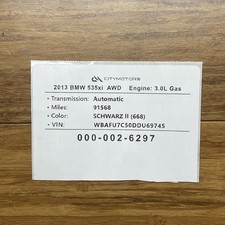 CITYMOTORS
2013 BMW 535xi AWD Engine: 3.0L Gas
• Transmission: Automatic
• Miles: 91568
• Color: SCHWARZ II (668)
• VIN: WBAFU7C50DDU69745
000-002-6297